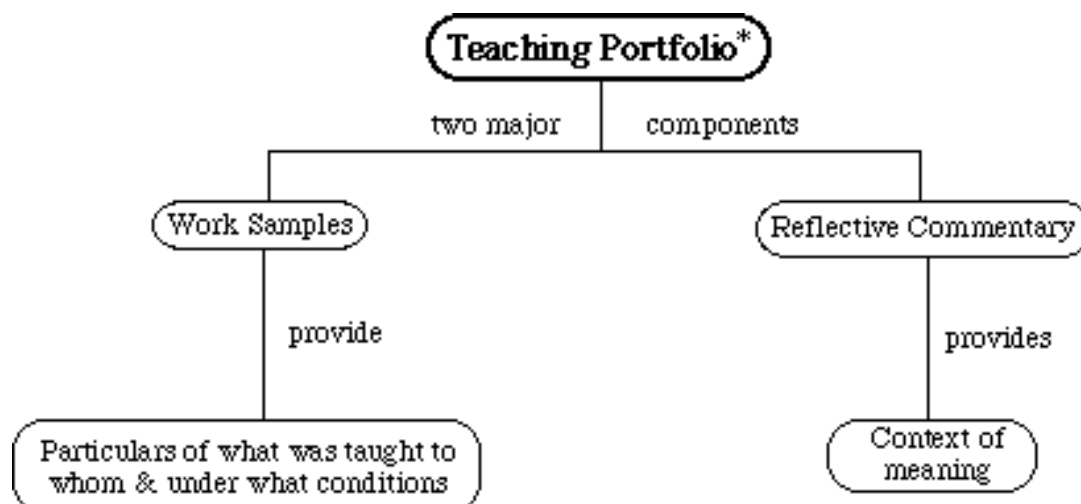 Teaching Portfolio*
two major components
Work Samples
Reflective Commentary
provide
provides
Particulars of what was taught to
whom & under what conditions
Context of
meaning